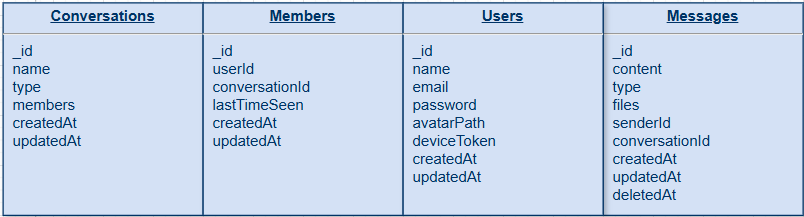 Conversations
_id
name
type
members
createdAt
updatedAt
Members
_id
userId
conversationId
lastTimeSeen
createdAt
updatedAt
Users
_id
name
email
password
avatarPath
deviceToken
createdAt
updatedAt
Messages
_id
content
type
files
senderId
conversationId
createdAt
updatedAt
deletedAt